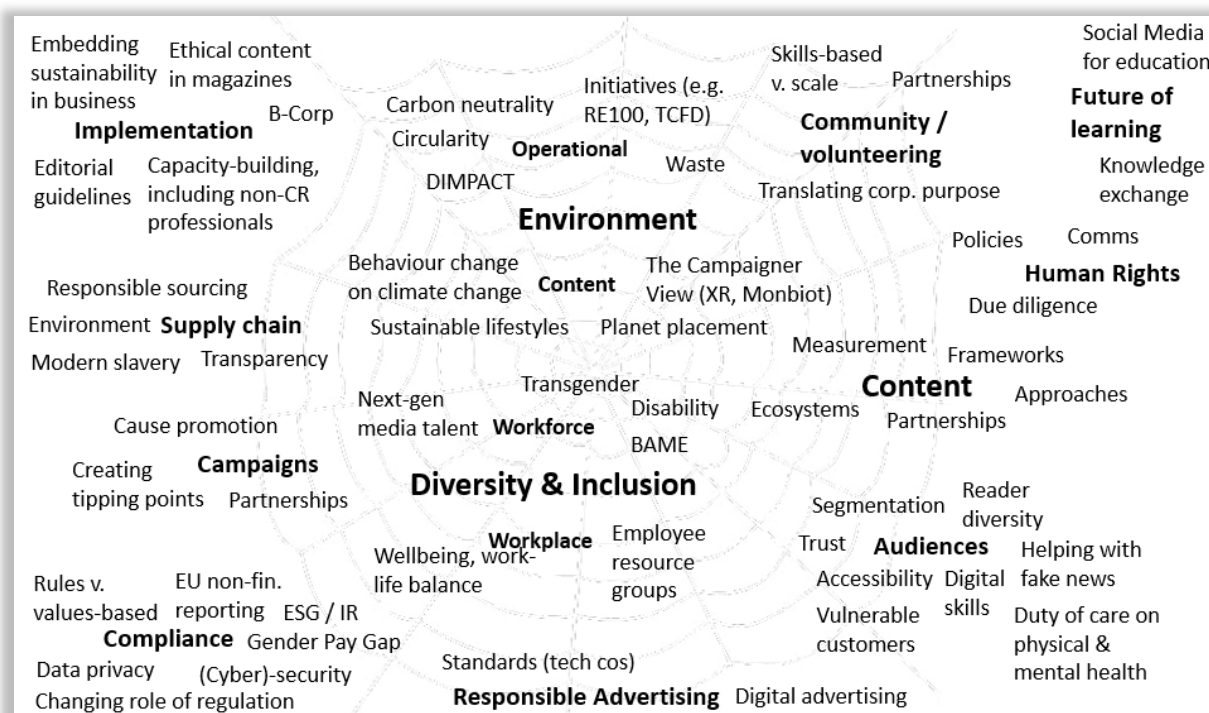 Embedding
sustainability
in business
Ethical content
in magazines
B-Corp
Implementation
Editorial
guidelines
Capacity-building,
including non-CR
professionals
Carbon neutrality
Initiatives (e.g.
RE100, TCFD)
Circularity
Operational
Waste
DIMPACT
Environment
Skills-based
v. scale
Partnerships
Community /
volunteering
Translating corp. purpose
Social Media
for education
Future of
learning
Knowledge
exchange
Behaviour change
on climate change
Content
The Campaigner
View (XR, Monbiot)
Sustainable lifestyles
Planet placement
Policies
Comms
Human Rights
Due diligence
Responsible sourcing
Environment
Supply chain
Modern slavery
Transparency
Measurement
Frameworks
Content
Approaches
Ecosystems
Partnerships
Transgender
Next-gen
media talent
Workforce
Disability
BAME
Diversity & Inclusion
Cause promotion
Creating
tipping points
Campaigns
Partnerships
Workplace
Wellbeing, work-
life balance
Employee
resource
groups
Segmentation
Reader
diversity
Trust
Audiences
Helping with
fake news
Accessibility
Digital
skills
Vulnerable
customers
Duty of care on
physical &
mental health
Rules v.
values-based
EU non-fin.
reporting
ESG / IR
Compliance
Gender Pay Gap
Data privacy
(Cyber)-security
Changing role of regulation
Standards (tech cos)
Responsible Advertising
Digital advertising